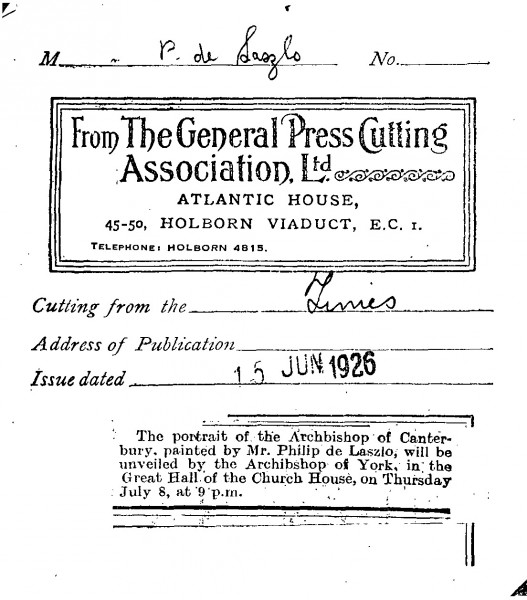 M P. de Laszlo No.
From The General Press Cutting
Association, Ltd.
ATLANTIC HOUSE,
45-50, HOLBORN VIADUCT, E.C. 1.
TELEPHONE: HOLBORN 4815.
Cutting from the Times
Address of Publication
Issue dated 15 JUN 1926
The portrait of the Archbishop of Canter-
bury, painted by Mr. Philip de Laszlo, will be
unveiled by the Archibshop of York, in the
Great Hall of the Church House, on Thursday
July 8, at 9 p.m.